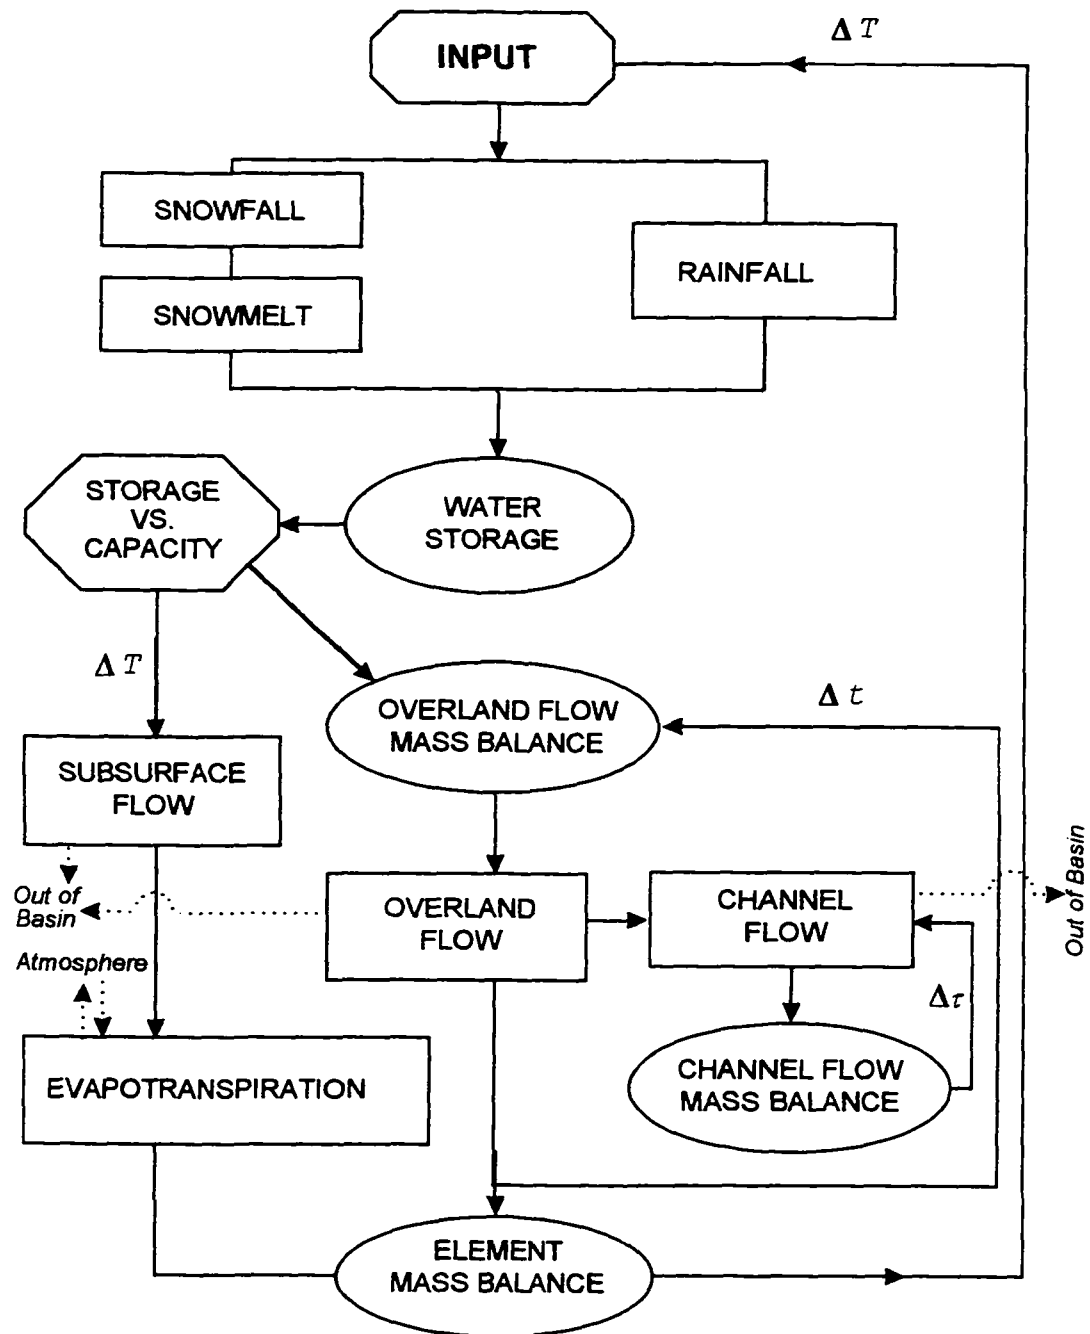 Δ T
INPUT
SNOWFALL
SNOWMELT
RAINFALL
STORAGE
VS.
CAPACITY
WATER
STORAGE
Δ T
OVERLAND FLOW
MASS BALANCE
Δ t
SUBSURFACE
FLOW
Out of
Basin
Atmosphere
OVERLAND
FLOW
CHANNEL
FLOW
Out of Basin
Δτ
EVAPOTRANSPIRATION
CHANNEL FLOW
MASS BALANCE
ELEMENT
MASS BALANCE